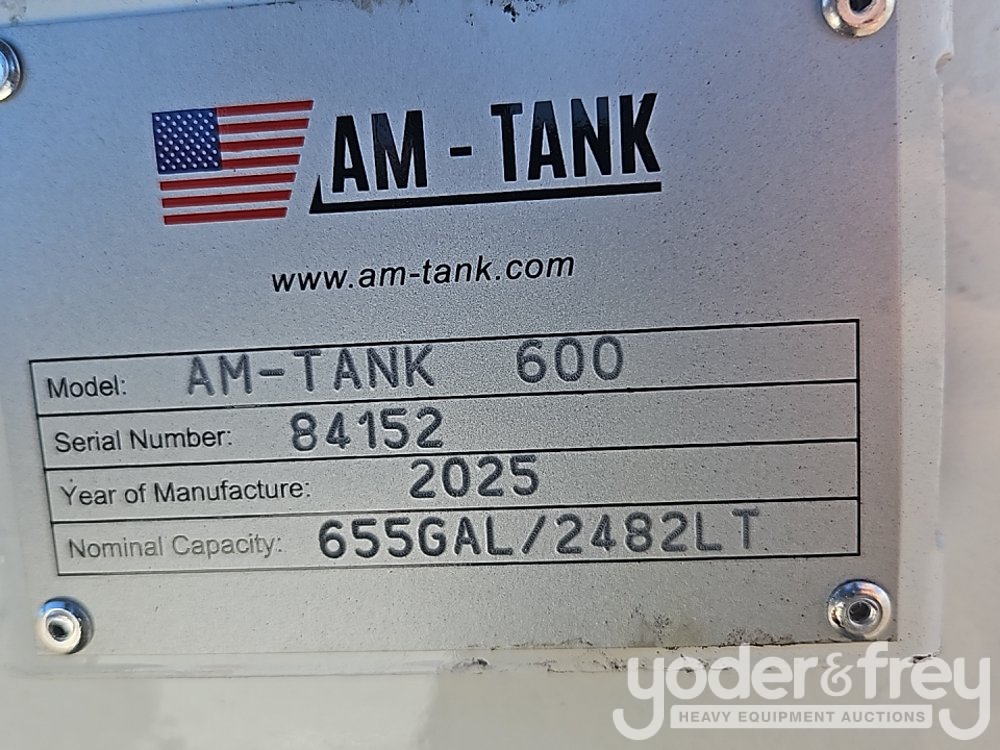 AM - TANK
www.am-tank.com
Model: AM-TANK 600
Serial Number: 84152
Year of Manufacture: 2025
Nominal Capacity: 655GAL/2482LT
yoder&frey
HEAVY EQUIPMENT AUCTIONS